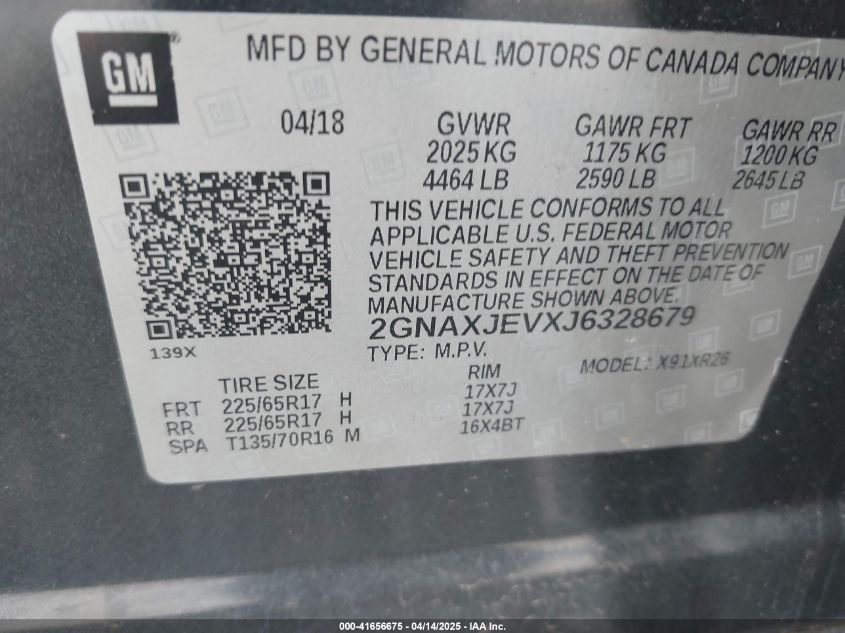 GM
MFD BY GENERAL MOTORS OF CANADA COMPANY
04/18
GVWR GAWR FRT GAWR RR
2025 KG 1175 KG 1200 KG
4464 LB 2590 LB 2645 LB
THIS VEHICLE CONFORMS TO ALL
APPLICABLE U.S. FEDERAL MOTOR
VEHICLE SAFETY AND THEFT PREVENTION
STANDARDS IN EFFECT ON THE DATE OF
MANUFACTURE SHOWN ABOVE.
2GNAXJEVXJ6328679
139X
TYPE: M.P.V. MODEL: X91XR26
TIRE SIZE RIM
FRT 225/65R17 H 17X7J
RR 225/65R17 H 17X7J
SPA T135/70R16 M 16X4BT
000-41656675 - 04/14/2025 - IAA Inc.